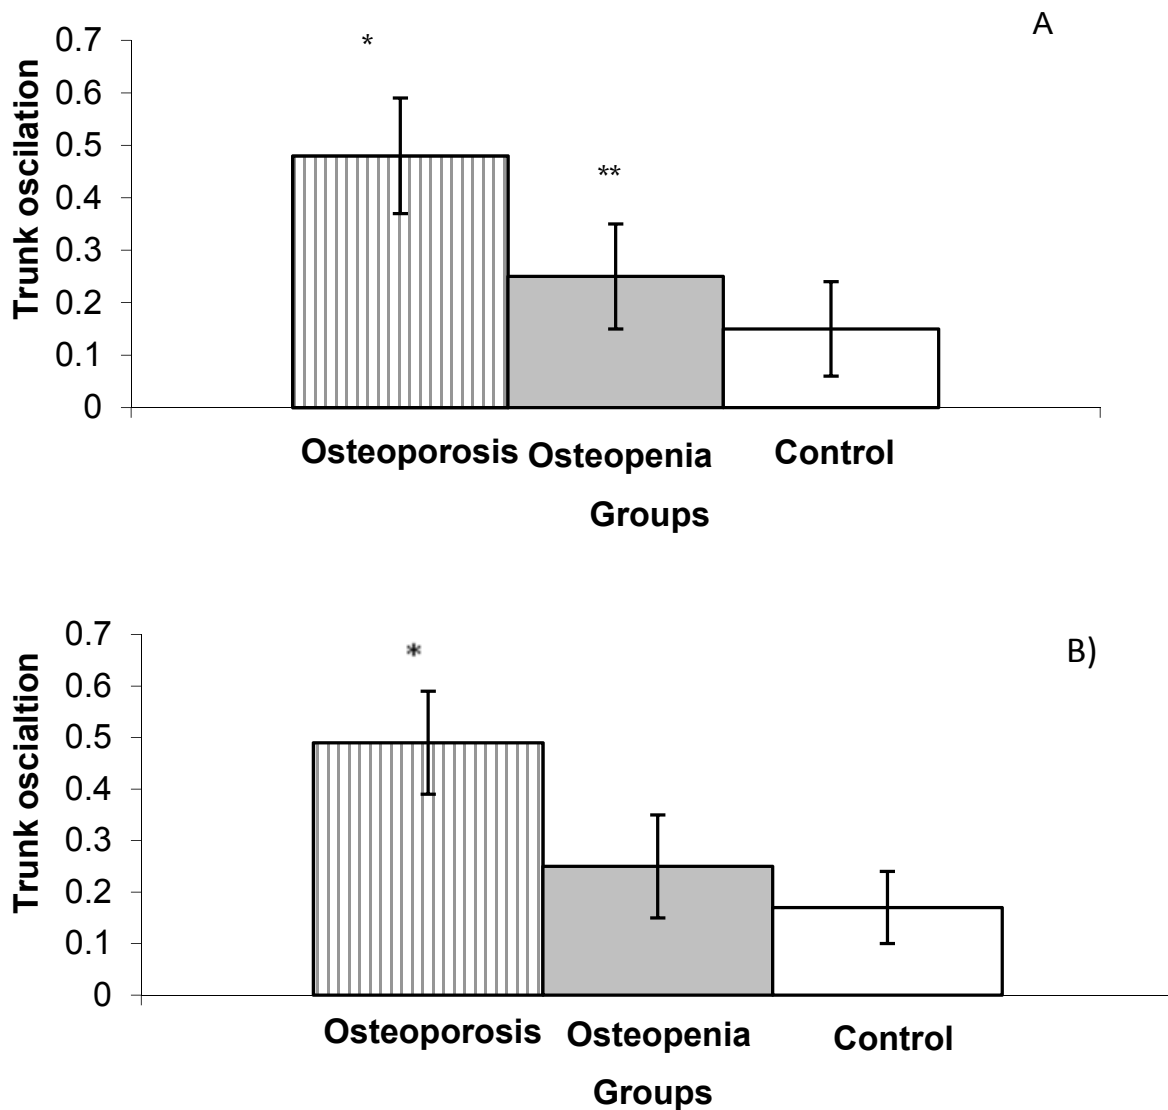 A
0.7
*
0.6
0.5
**
0.4
0.3
0.2
0.1
0
Trunk oscilation
Osteoporosis Osteopenia Control
Groups
B)
0.7
*
0.6
0.5
0.4
0.3
0.2
0.1
0
Trunk oscialtion
Osteoporosis Osteopenia Control
Groups